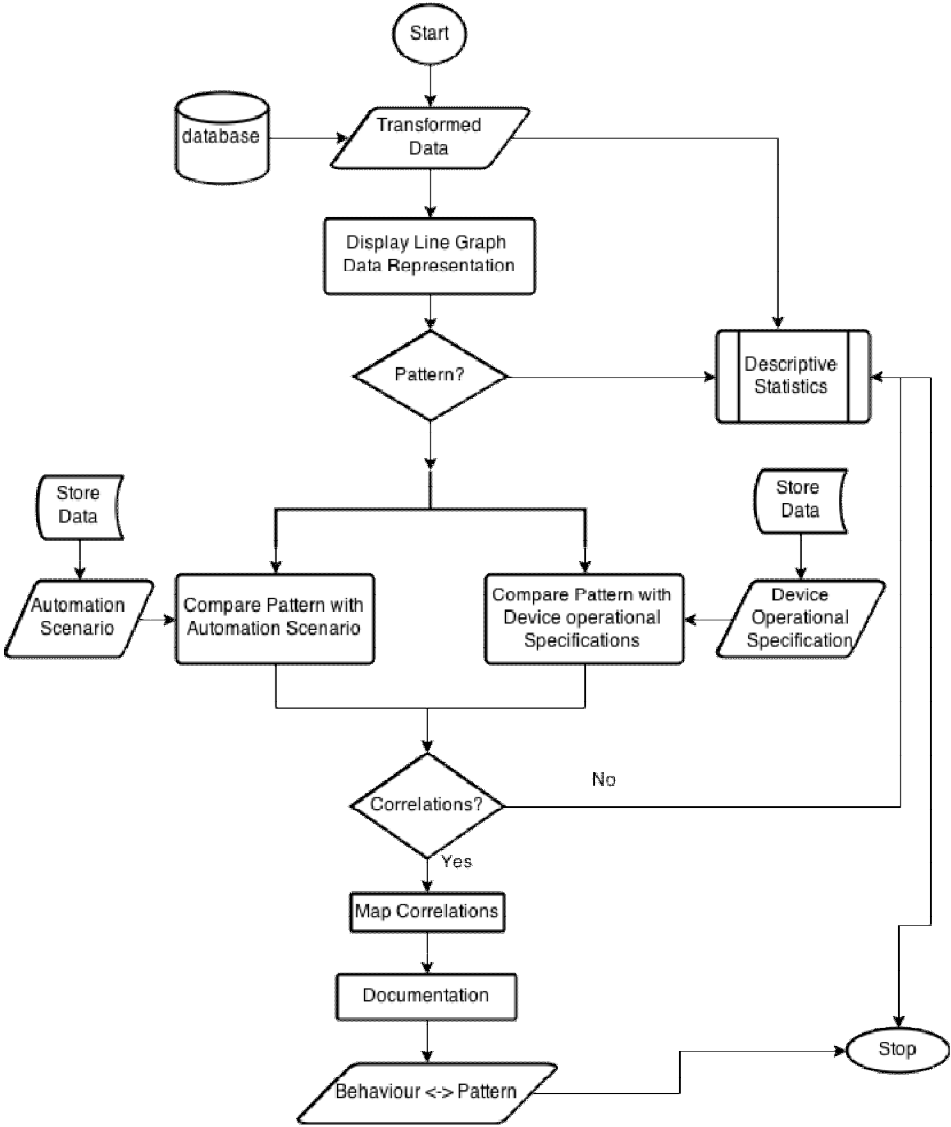 Start
database
Transformed
Data
Display Line Graph
Data Representation
Pattern?
Descriptive
Statistics
Store
Data
Store
Data
Automation
Scenario
Compare Pattern with
Automation Scenario
Compare Pattern with
Device operational
Specifications
Device
Operational
Specification
Correlations?
No
Yes
Map Correlations
Documentation
Behaviour <-> Pattern
Stop